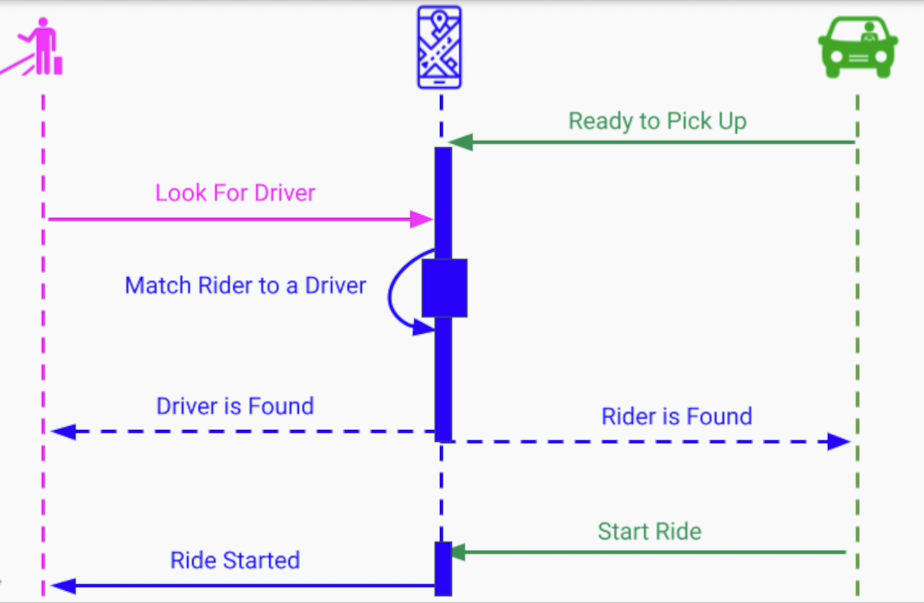 Ready to Pick Up
Look For Driver
Match Rider to a Driver
Driver is Found
Rider is Found
Start Ride
Ride Started